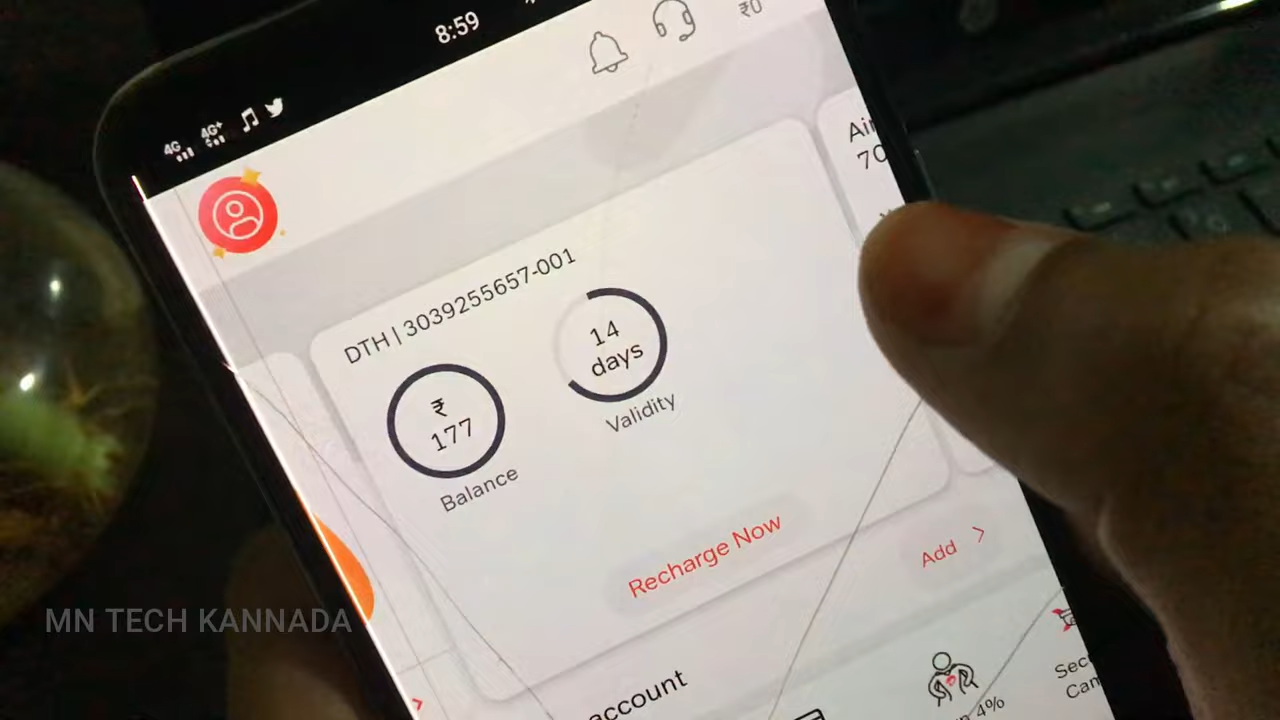 8:59
4G
4G+
₹0
DTH | 3039255657-001
₹
177
Balance
14
days
Validity
Recharge Now
Add
account
4%
MN TECH KANNADA